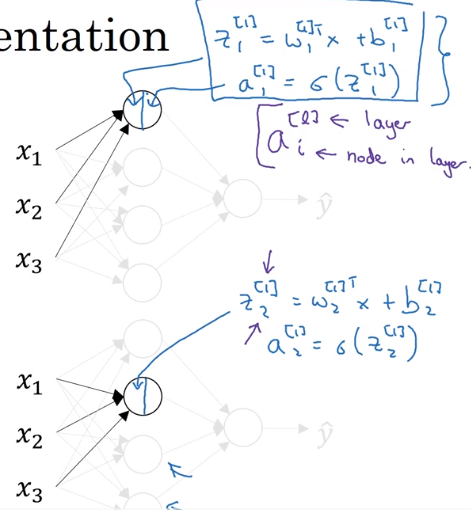 entation
z₁^[1] = w₁^[1]T x + b₁^[1]
a₁^[1] = σ(z₁^[1])
a_i^[l] ← layer
← node in layer.
x₁
x₂
x₃
ŷ
z₂^[1] = w₂^[1]T x + b₂^[1]
a₂^[1] = σ(z₂^[1])
x₁
x₂
x₃
ŷ